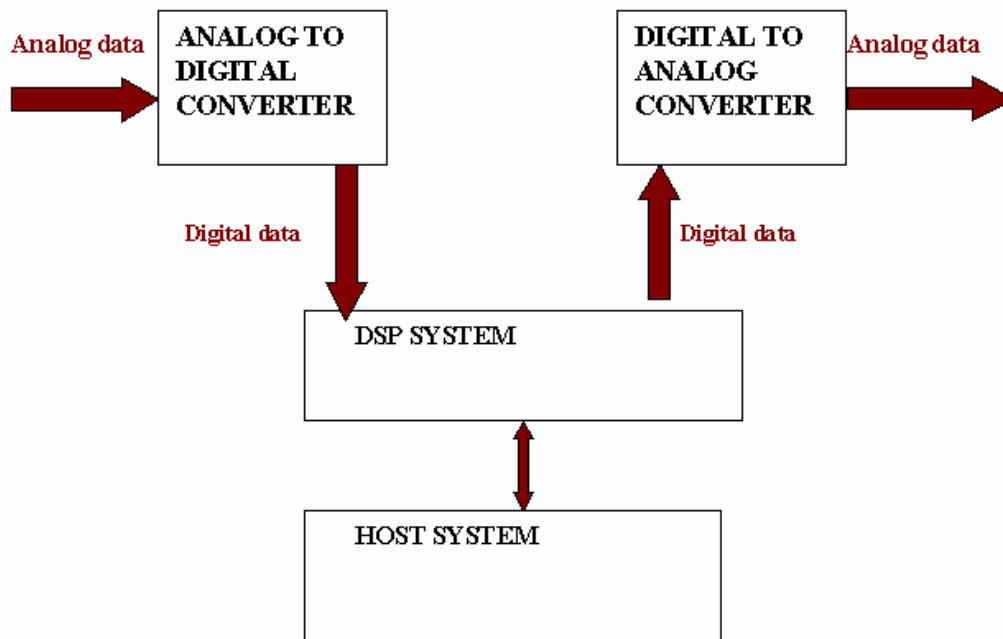 Analog data
ANALOG TO
DIGITAL
CONVERTER
DIGITAL TO
ANALOG
CONVERTER
Analog data
Digital data
Digital data
DSP SYSTEM
HOST SYSTEM